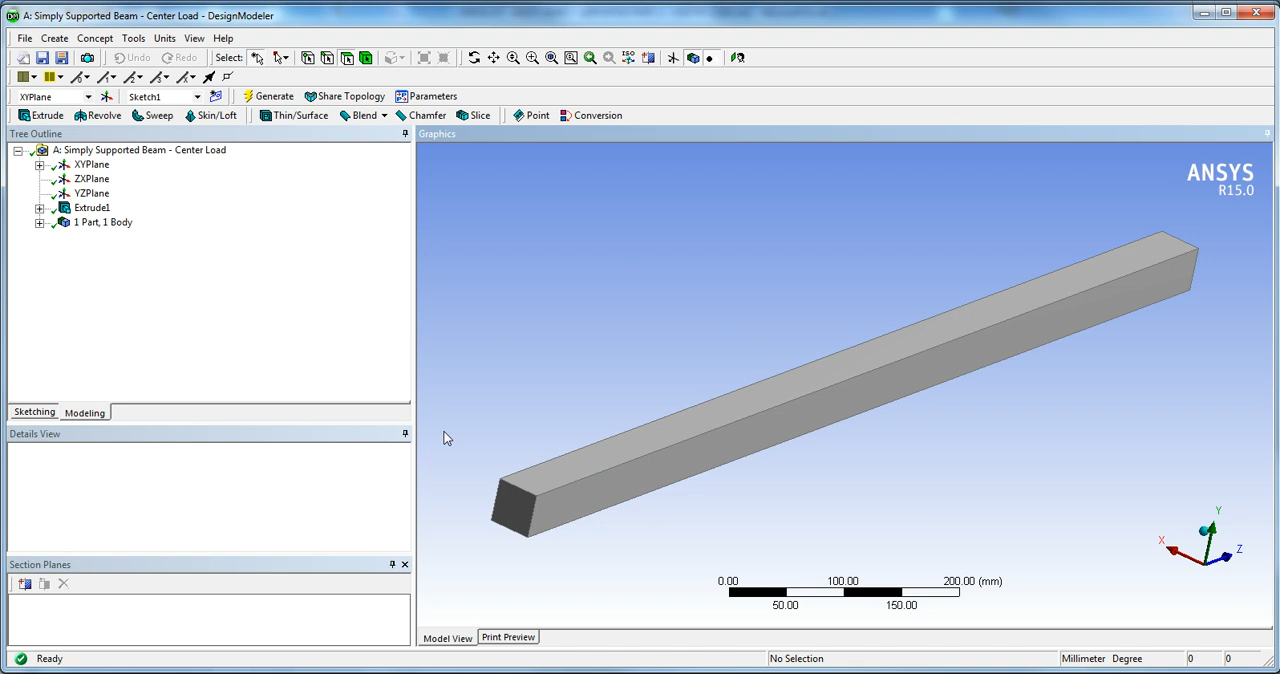 A: Simply Supported Beam - Center Load - DesignModeler
File Create Concept Tools Units View Help
Undo Redo Select: ISO
XYPlane Sketch1 Generate Share Topology Parameters
Extrude Revolve Sweep Skin/Loft Thin/Surface Blend Chamfer Slice Point Conversion
Tree Outline
A: Simply Supported Beam - Center Load
XYPlane
ZXPlane
YZPlane
Extrude1
1 Part, 1 Body
Sketching Modeling
Details View
Section Planes
Graphics
ANSYS
R15.0
Y
X
Z
0.00 100.00 200.00 (mm)
50.00 150.00
Model View Print Preview
Ready No Selection Millimeter Degree 0 0